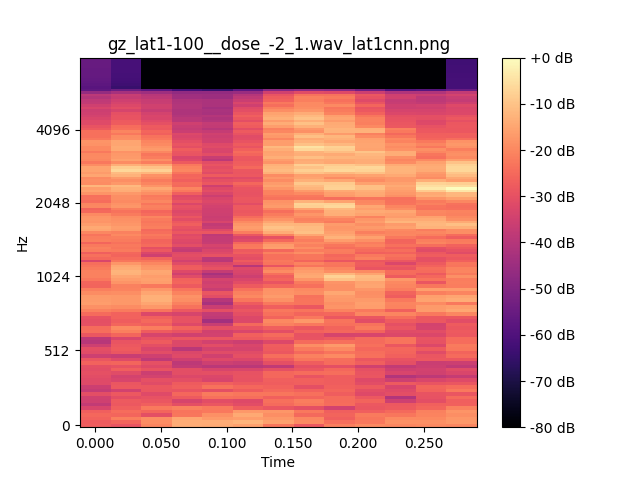 gz_lat1-100__dose_-2_1.wav_lat1cnn.png
+0 dB
-10 dB
-20 dB
-30 dB
-40 dB
-50 dB
-60 dB
-70 dB
-80 dB
4096
2048
1024
512
0
Hz
0.000 0.050 0.100 0.150 0.200 0.250
Time